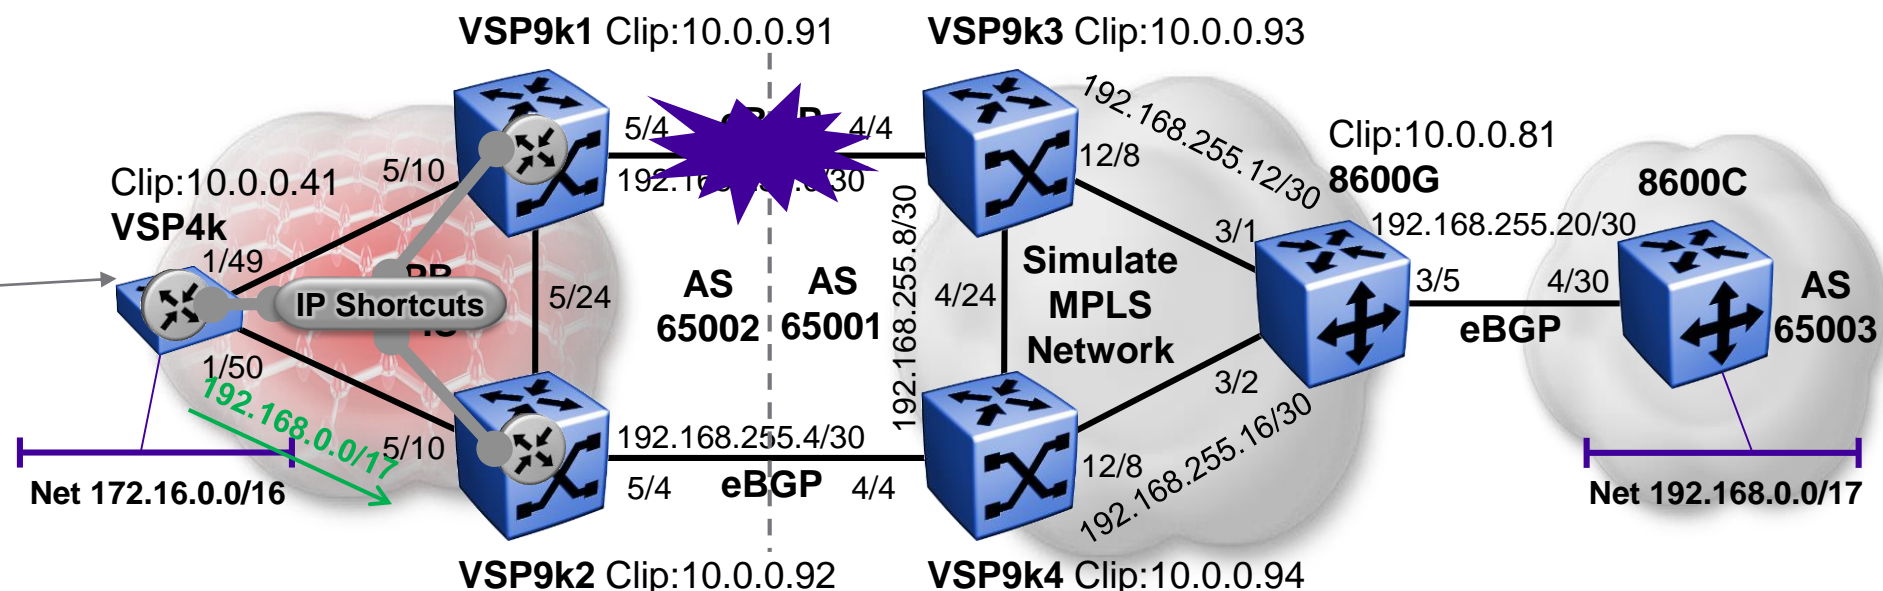 VSP9k1 Clip:10.0.0.91
VSP9k3 Clip:10.0.0.93
5/4
4/4
192.168.255.12/30
12/8
Clip:10.0.0.81
8600G
8600C
Clip:10.0.0.41
VSP4k
5/10
192.168.255.8/30
1/49
3/1
192.168.255.20/30
IP Shortcuts
5/24
AS
65002
AS
65001
4/24
Simulate
MPLS
Network
3/5
4/30
eBGP
AS
65003
1/50
192.168.0.0/17
5/10
3/2
192.168.255.16/30
192.168.255.4/30
5/4
eBGP
4/4
12/8
Net 172.16.0.0/16
Net 192.168.0.0/17
VSP9k2 Clip:10.0.0.92
VSP9k4 Clip:10.0.0.94